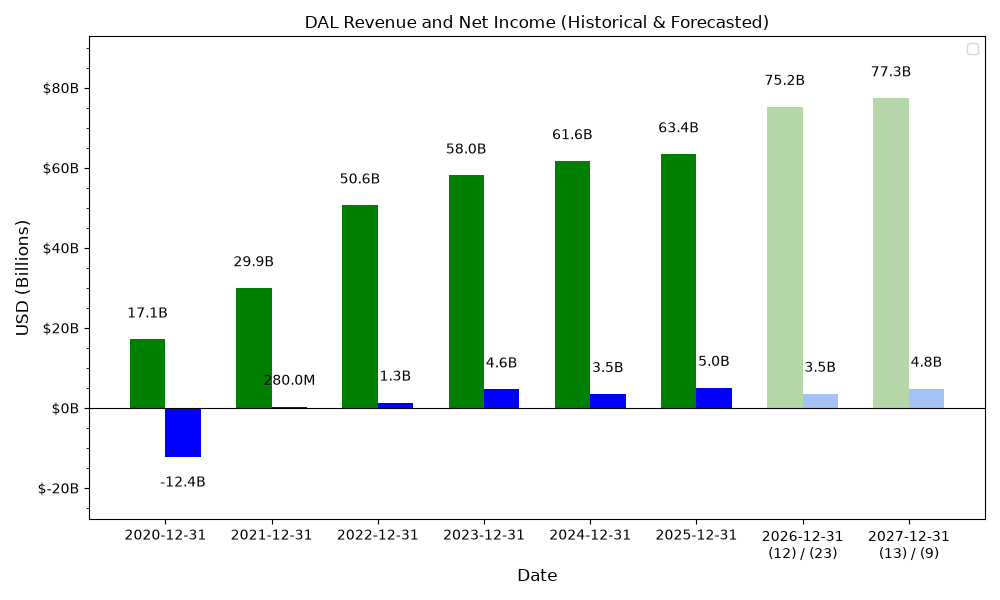 DAL Revenue and Net Income (Historical & Forecasted)
$80B
$60B
$40B
$20B
$0B
$-20B
USD (Billions)
17.1B
29.9B
50.6B
58.0B
61.6B
63.4B
75.2B
77.3B
-12.4B
280.0M
1.3B
4.6B
3.5B
5.0B
3.5B
4.8B
2020-12-31
2021-12-31
2022-12-31
2023-12-31
2024-12-31
2025-12-31
2026-12-31
(12) / (23)
2027-12-31
(13) / (9)
Date